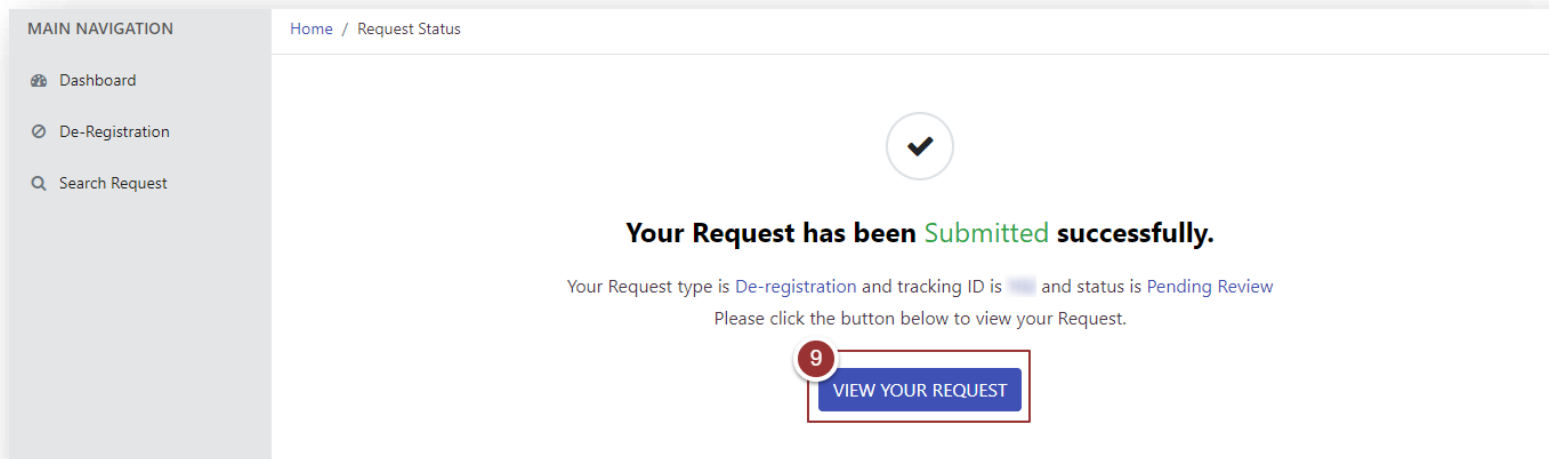 MAIN NAVIGATION
Dashboard
De-Registration
Search Request
Home / Request Status
Your Request has been Submitted successfully.
Your Request type is De-registration and tracking ID is and status is Pending Review
Please click the button below to view your Request.
9
VIEW YOUR REQUEST